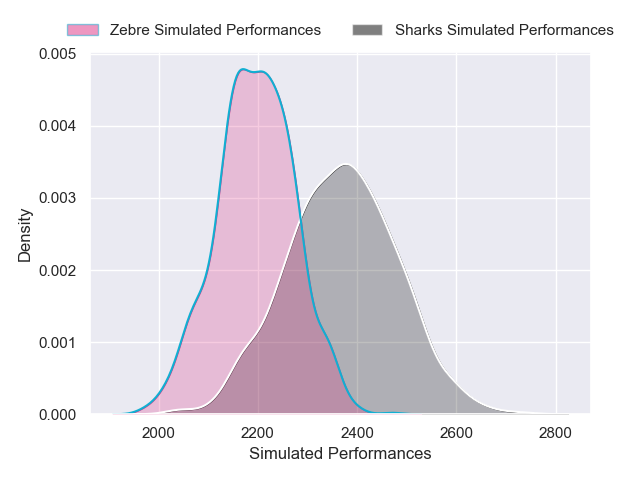 Zebre Simulated Performances Sharks Simulated Performances
0.005
0.004
0.003
0.002
0.001
0.000
Density
2000 2200 2400 2600 2800
Simulated Performances